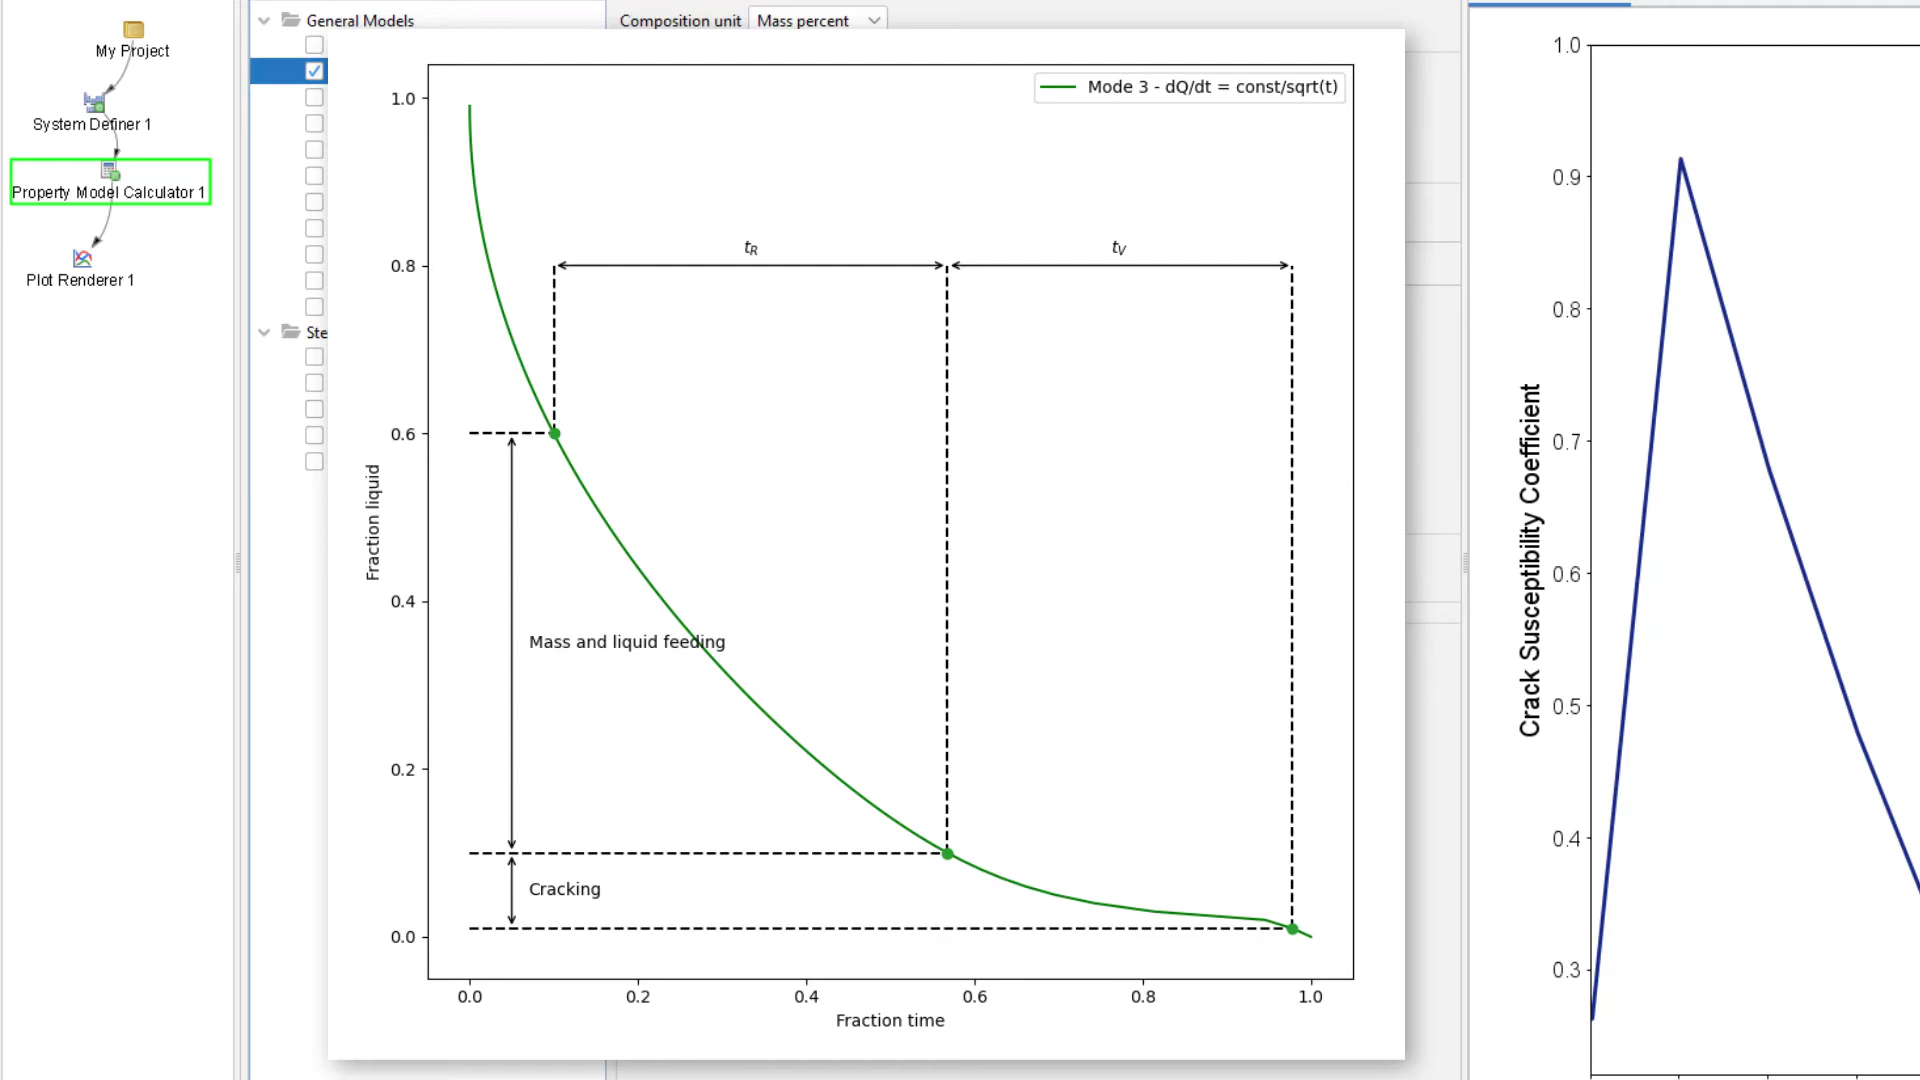 My Project
System Definer 1
Property Model Calculator 1
Plot Renderer 1
General Models
Ste
Composition unit
Mass percent
Mode 3 - dQ/dt = const/sqrt(t)
1.0
0.8
0.6
0.4
0.2
0.0
Fraction liquid
tR
tV
Mass and liquid feeding
Cracking
0.0
0.2
0.4
0.6
0.8
1.0
Fraction time
1.0
0.9
0.8
0.7
0.6
0.5
0.4
0.3
Crack Susceptibility Coefficient